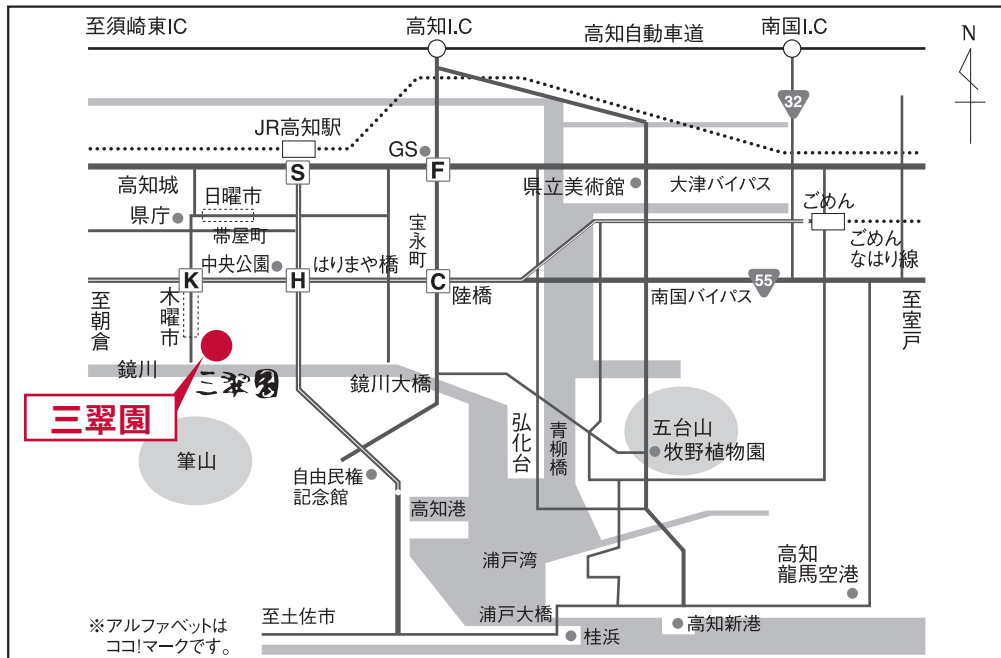 至須崎東IC
高知I.C
高知自動車道
南国I.C
N
32
JR高知駅
GS
S
F
高知城
日曜市
県庁
県立美術館
大津バイパス
ごめん
帯屋町
宝永町
ごめん
なはり線
中央公園
はりまや橋
K
H
C
陸橋
南国バイパス
55
至朝倉
木曜市
至室戸
鏡川
三翠園
鏡川大橋
三翠園
筆山
弘化台
青柳橋
五台山
牧野植物園
自由民権
記念館
高知港
浦戸湾
高知
龍馬空港
至土佐市
浦戸大橋
高知新港
桂浜
※アルファベットは
ココ!マークです。